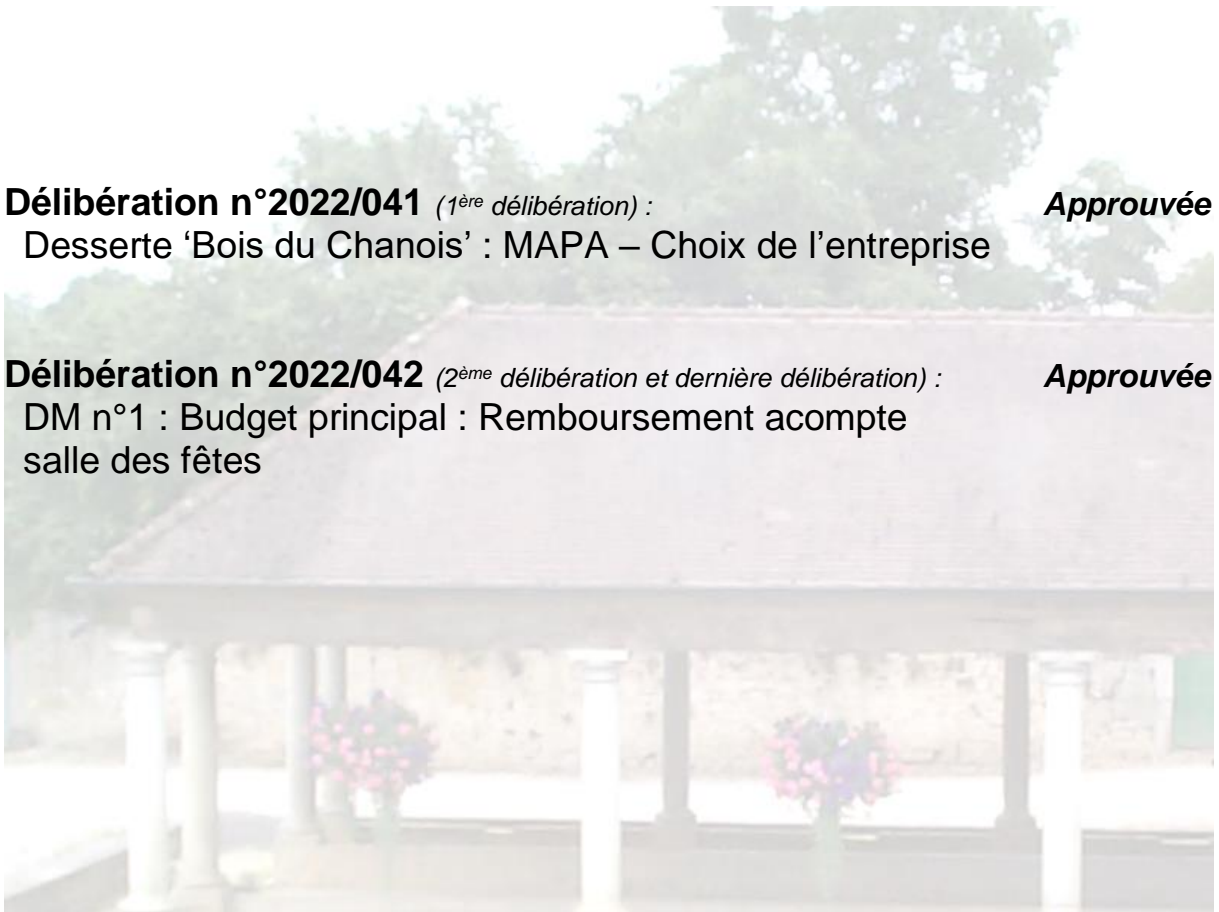 Délibération n°2022/041 (1ère délibération) : Approuvée
Desserte ‘Bois du Chanois’ : MAPA – Choix de l’entreprise
Délibération n°2022/042 (2ème délibération et dernière délibération) : Approuvée
DM n°1 : Budget principal : Remboursement acompte
salle des fêtes